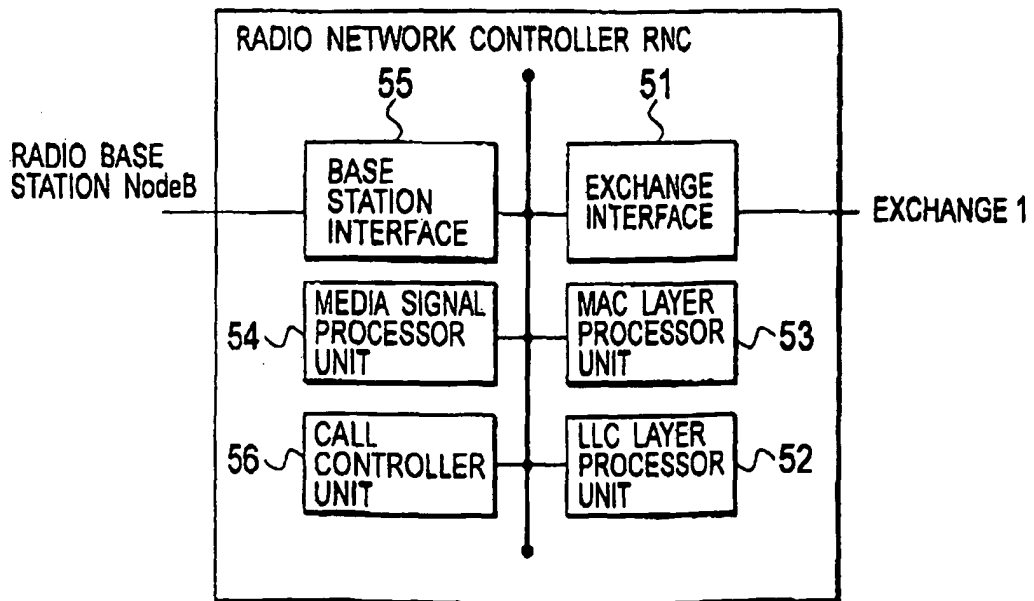 RADIO NETWORK CONTROLLER RNC
55
51
RADIO BASE
STATION NodeB
BASE
STATION
INTERFACE
EXCHANGE
INTERFACE
EXCHANGE 1
54
MEDIA SIGNAL
PROCESSOR
UNIT
MAC LAYER
PROCESSOR
UNIT
53
56
CALL
CONTROLLER
UNIT
LLC LAYER
PROCESSOR
UNIT
52